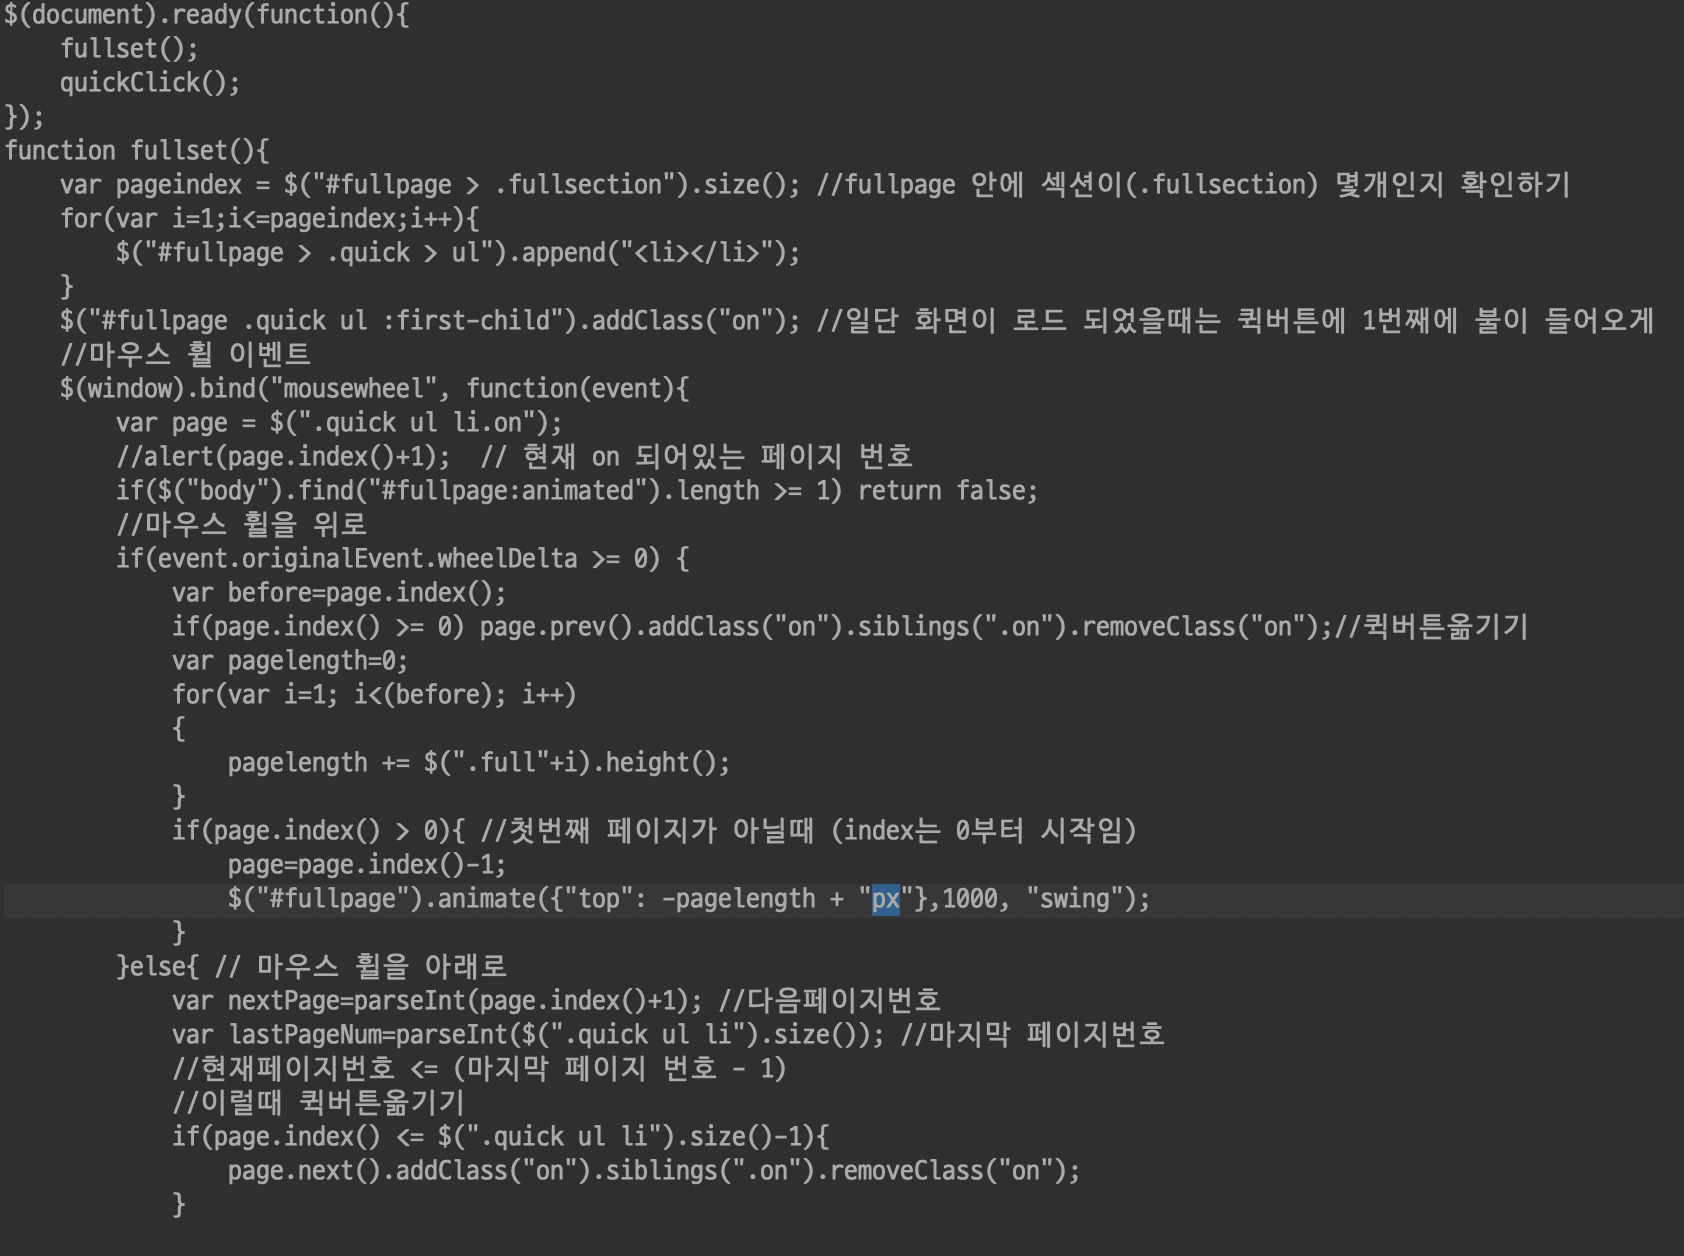 $(document).ready(function(){
    fullset();
    quickClick();
});
function fullset(){
    var pageindex = $("#fullpage > .fullsection").size(); //fullpage 안에 섹션이(.fullsection) 몇개인지 확인하기
    for(var i=1;i<=pageindex;i++){
        $("#fullpage > .quick > ul").append("<li></li>");
    }
    $("#fullpage .quick ul :first-child").addClass("on"); //일단 화면이 로드 되었을때는 퀵버튼에 1번째에 불이 들어오게
    //마우스 휠 이벤트
    $(window).bind("mousewheel", function(event){
        var page = $(".quick ul li.on");
        //alert(page.index()+1);  // 현재 on 되어있는 페이지 번호
        if($("body").find("#fullpage:animated").length >= 1) return false;
        //마우스 휠을 위로
        if(event.originalEvent.wheelDelta >= 0) {
            var before=page.index();
            if(page.index() >= 0) page.prev().addClass("on").siblings(".on").removeClass("on");//퀵버튼옮기기
            var pagelength=0;
            for(var i=1; i<(before); i++)
            {
                pagelength += $(".full"+i).height();
            }
            if(page.index() > 0){ //첫번째 페이지가 아닐때 (index는 0부터 시작임)
                page=page.index()-1;
                $("#fullpage").animate({"top": -pagelength + "px"},1000, "swing");
            }
        }else{ // 마우스 휠을 아래로
            var nextPage=parseInt(page.index()+1); //다음페이지번호
            var lastPageNum=parseInt($(".quick ul li").size()); //마지막 페이지번호
            //현재페이지번호 <= (마지막 페이지 번호 - 1)
            //이럴때 퀵버튼옮기기
            if(page.index() <= $(".quick ul li").size()-1){
                page.next().addClass("on").siblings(".on").removeClass("on");
            }